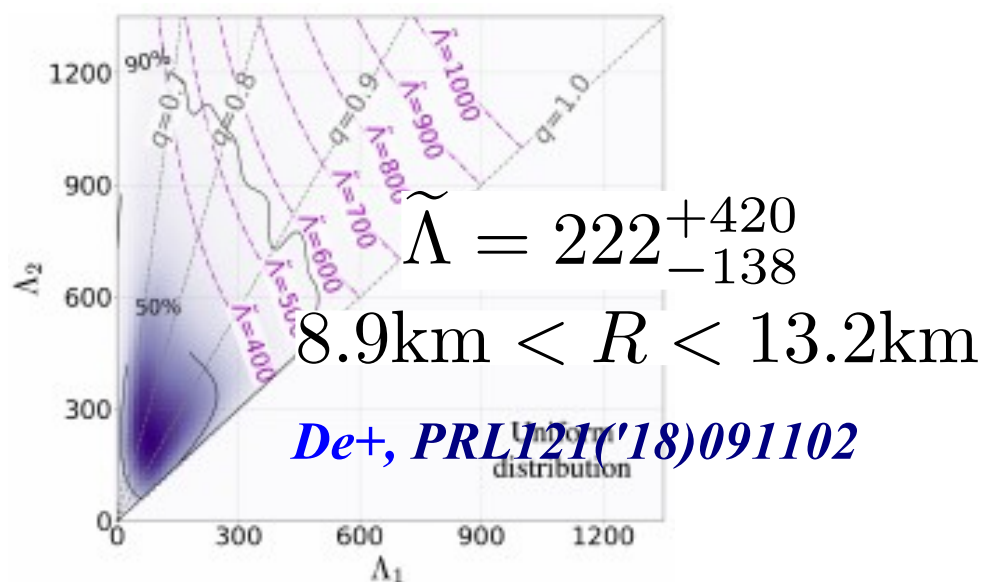 90%
q=0.7
q=0.8
q=0.9
q=1.0
Λ̃=1000
Λ̃=900
Λ̃=800
Λ̃=700
Λ̃=600
Λ̃=400
50%
Λ̃ = 222 +420 −138
8.9km < R < 13.2km
De+, PRL121('18)091102
Uniform
distribution
Λ₂
1200
900
600
300
0
0 300 600 900 1200
Λ₁